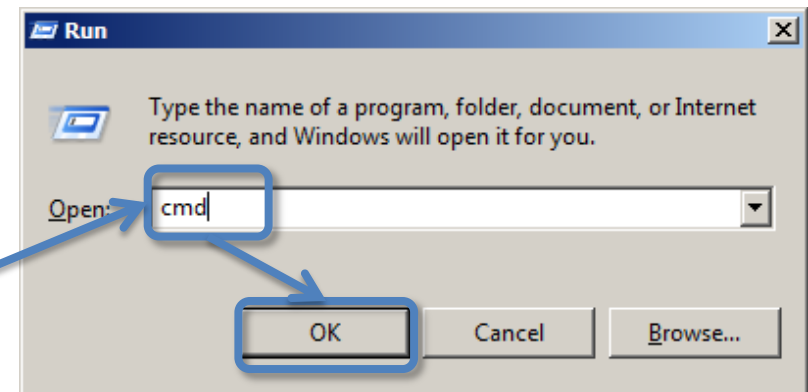 Run
Type the name of a program, folder, document, or Internet
resource, and Windows will open it for you.
Open: cmd
OK Cancel Browse...